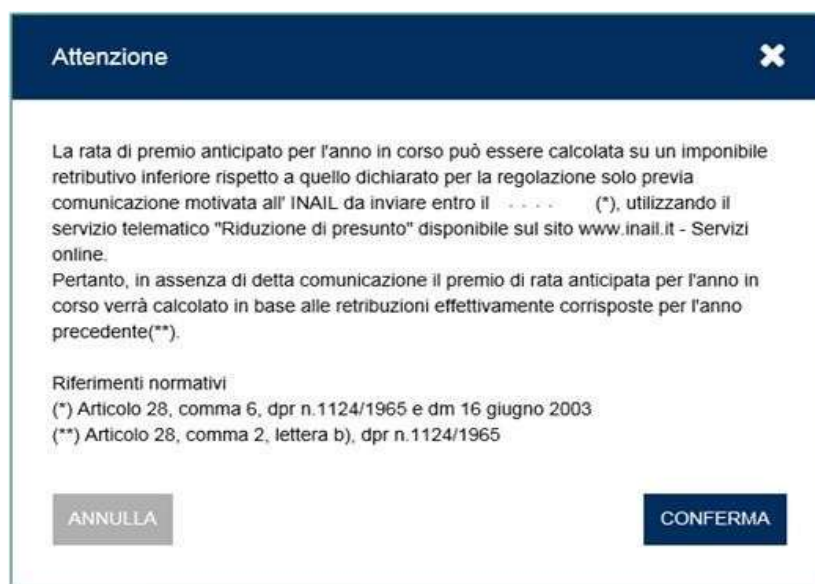 Attenzione
La rata di premio anticipato per l'anno in corso può essere calcolata su un imponibile
retributivo inferiore rispetto a quello dichiarato per la regolazione solo previa
comunicazione motivata all' INAIL da inviare entro il . . . . (*), utilizzando il
servizio telematico "Riduzione di presunto" disponibile sul sito www.inail.it - Servizi
online.
Pertanto, in assenza di detta comunicazione il premio di rata anticipata per l'anno in
corso verrà calcolato in base alle retribuzioni effettivamente corrisposte per l'anno
precedente(**).
Riferimenti normativi
(*) Articolo 28, comma 6, dpr n.1124/1965 e dm 16 giugno 2003
(**) Articolo 28, comma 2, lettera b), dpr n.1124/1965
ANNULLA
CONFERMA